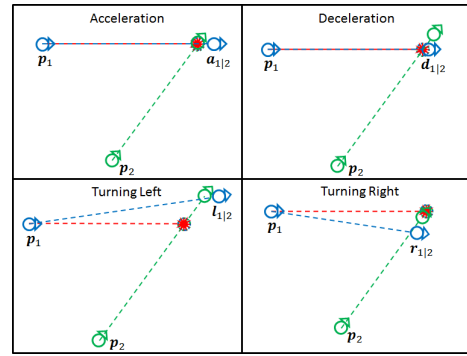 Acceleration
p1
a1|2
p2
Deceleration
p1
d1|2
p2
Turning Left
p1
l1|2
p2
Turning Right
p1
r1|2
p2